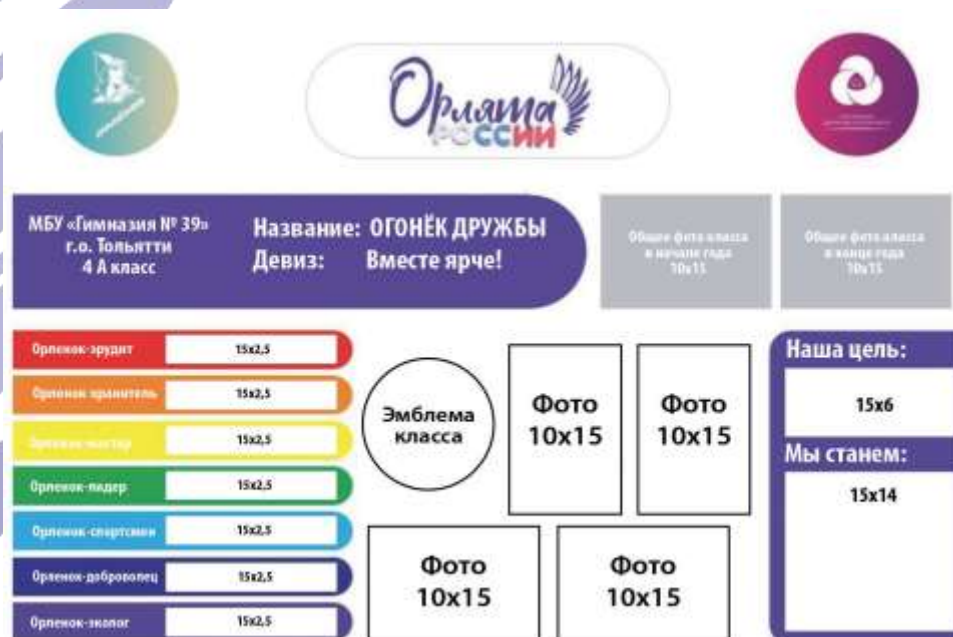 Орлята
РОССИИ
МБУ «Гимназия № 39»
г.о. Тольятти
4 А класс
Название: ОГОНЁК ДРУЖБЫ
Девиз: Вместе ярче!
Общее фото класса
в начале года
10х15
Общее фото класса
в конце года
10х15
Орленок-эрудит
15х2,5
Орленок-хранитель
15х2,5
Орленок-мастер
15х2,5
Орленок-лидер
15х2,5
Орленок-спортсмен
15х2,5
Орленок-доброволец
15х2,5
Орленок-эколог
15х2,5
Эмблема
класса
Фото
10х15
Фото
10х15
Фото
10х15
Фото
10х15
Наша цель:
15х6
Мы станем:
15х14